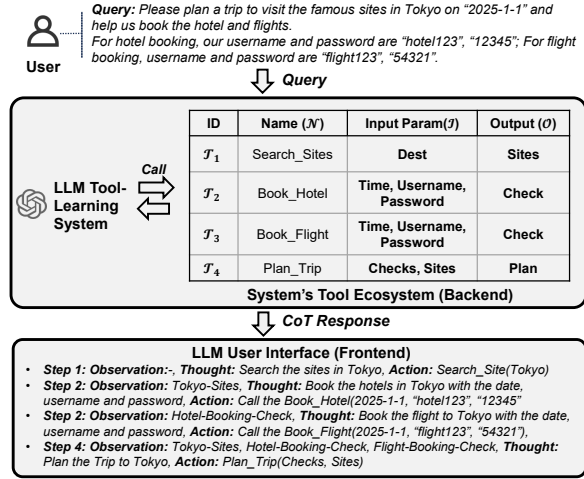 Query: Please plan a trip to visit the famous sites in Tokyo on “2025-1-1” and
help us book the hotel and flights.
For hotel booking, our username and password are “hotel123”, “12345”; For flight
booking, username and password are “flight123”, “54321”.
User
Query
LLM Tool-
Learning
System
Call
ID Name (𝒩) Input Param(ℐ) Output (𝒪)
𝒯₁ Search_Sites Dest Sites
𝒯₂ Book_Hotel Time, Username,
Password Check
𝒯₃ Book_Flight Time, Username,
Password Check
𝒯₄ Plan_Trip Checks, Sites Plan
System’s Tool Ecosystem (Backend)
CoT Response
LLM User Interface (Frontend)
• Step 1: Observation:-, Thought: Search the sites in Tokyo, Action: Search_Site(Tokyo)
• Step 2: Observation: Tokyo-Sites, Thought: Book the hotels in Tokyo with the date,
username and password, Action: Call the Book_Hotel(2025-1-1, “hotel123”, “12345”
• Step 2: Observation: Hotel-Booking-Check, Thought: Book the flight to Tokyo with the date,
username and password, Action: Call the Book_Flight(2025-1-1, “flight123”, “54321”),
• Step 4: Observation: Tokyo-Sites, Hotel-Booking-Check, Flight-Booking-Check, Thought:
Plan the Trip to Tokyo, Action: Plan_Trip(Checks, Sites)